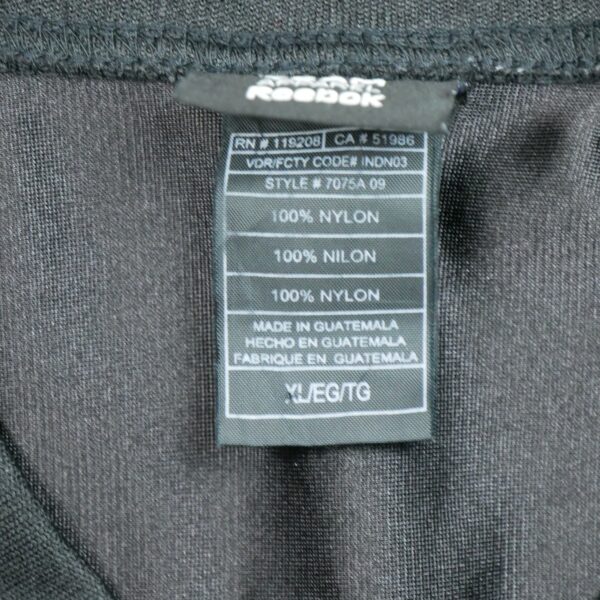 APPAREL
Reebok
RN # 119208 CA # 51986
VDR/FCTY CODE# INDN03
STYLE # 7075A 09
100% NYLON
100% NILON
100% NYLON
MADE IN GUATEMALA
HECHO EN GUATEMALA
FABRIQUE EN GUATEMALA
XL/EG/TG